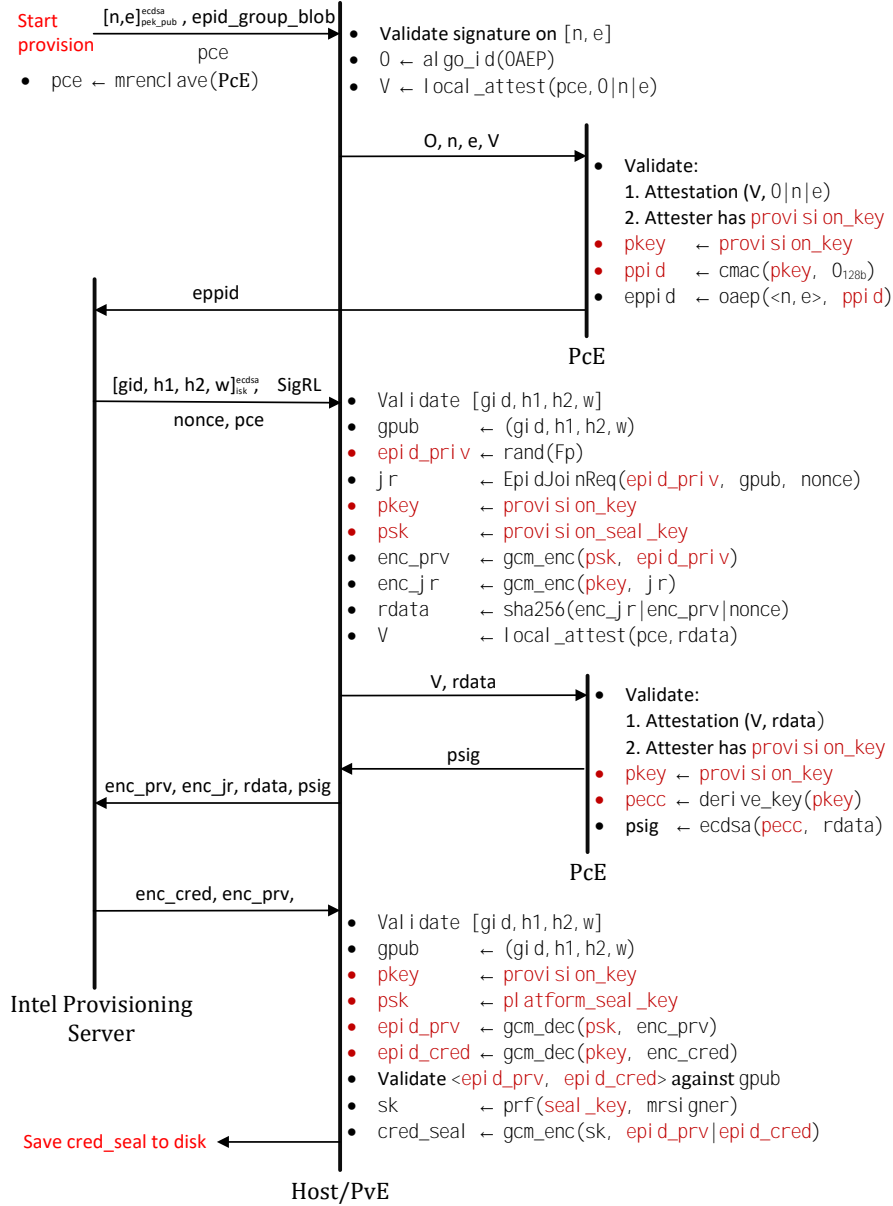 Start
provision
[n,e]ecdsa pek_pub , epid_group_blob
pce
• pce ← mrenclave(PcE)
• Validate signature on [n,e]
• O ← algo_id(OAEP)
• V ← local_attest(pce,O|n|e)
O, n, e, V
• Validate:
1. Attestation (V, O|n|e)
2. Attester has provision_key
• pkey ← provision_key
• ppid ← cmac(pkey, 0128b)
• eppid ← oaep(<n,e>, ppid)
eppid
PcE
[gid, h1, h2, w]ecdsa isk, SigRL
nonce, pce
• Validate [gid,h1,h2,w]
• gpub ← (gid,h1,h2,w)
• epid_priv ← rand(Fp)
• jr ← EpidJoinReq(epid_priv, gpub, nonce)
• pkey ← provision_key
• psk ← provision_seal_key
• enc_prv ← gcm_enc(psk, epid_priv)
• enc_jr ← gcm_enc(pkey, jr)
• rdata ← sha256(enc_jr|enc_prv|nonce)
• V ← local_attest(pce,rdata)
V, rdata
• Validate:
1. Attestation (V, rdata)
2. Attester has provision_key
psig
• pkey ← provision_key
enc_prv, enc_jr, rdata, psig
• pecc ← derive_key(pkey)
• psig ← ecdsa(pecc, rdata)
PcE
enc_cred, enc_prv,
• Validate [gid,h1,h2,w]
• gpub ← (gid,h1,h2,w)
• pkey ← provision_key
• psk ← platform_seal_key
• epid_prv ← gcm_dec(psk, enc_prv)
• epid_cred ← gcm_dec(pkey, enc_cred)
• Validate <epid_prv, epid_cred> against gpub
• sk ← prf(seal_key, mrsigner)
• cred_seal ← gcm_enc(sk, epid_prv|epid_cred)
Intel Provisioning
Server
Save cred_seal to disk
Host/PvE